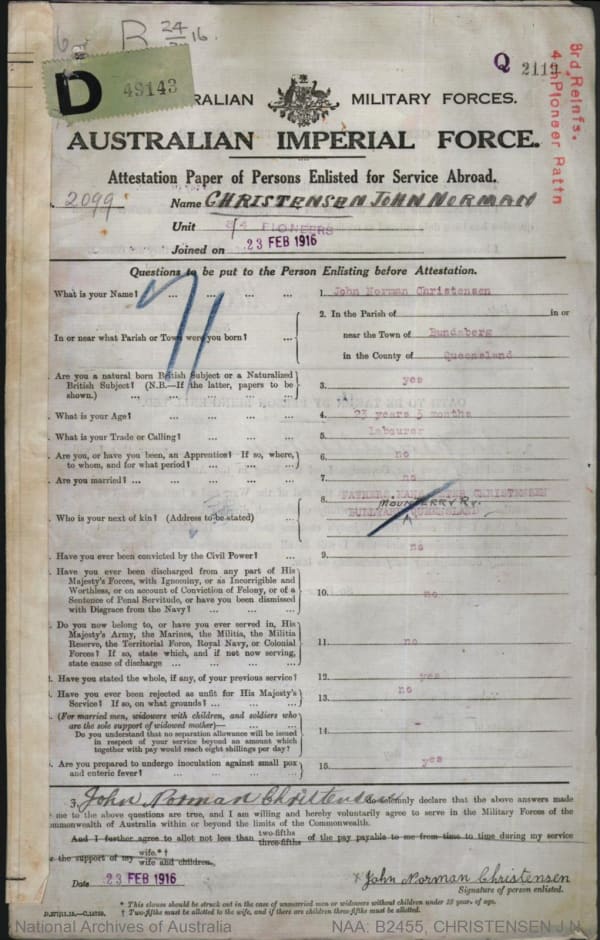 B 24 16
D
48143
Q 2119
3rd Reinfs.
4th Pioneer Battn
RALIAN MILITARY FORCES.
AUSTRALIAN IMPERIAL FORCE.
Attestation Paper of Persons Enlisted for Service Abroad.
2099 Name CHRISTENSEN JOHN NORMAN
Unit 3/4 PIONEERS
Joined on 23 FEB 1916
Questions to be put to the Person Enlisting before Attestation.
What is your Name? ... ... ... ... 1. John Norman Christensen
In or near what Parish or Town were you born? ... 2. In the Parish of in or
near the Town of Bundaberg
in the County of Queensland
Are you a natural born British Subject or a Naturalized
British Subject? (N.B.—If the latter, papers to be
shown.) ... ... ... ... 3. yes
What is your Age? ... ... ... ... 4. 23 years 5 months
What is your Trade or Calling? ... ... ... 5. labourer
Are you, or have you been, an Apprentice? If so, where,
to whom, and for what period? ... ... ... 6. no
Are you married? ... ... ... ... 7. no
Who is your next of kin? (Address to be stated) ... 8. FATHER: CHRISTENSEN
MOUNT PERRY RY.
QUEENSLAND
Have you ever been convicted by the Civil Power? ... 9. no
Have you ever been discharged from any part of His
Majesty's Forces, with Ignominy, or as Incorrigible and
Worthless, or on account of Conviction of Felony, or of a
Sentence of Penal Servitude, or have you been dismissed
with Disgrace from the Navy? ... ... ... 10. no
Do you now belong to, or have you ever served in, His
Majesty's Army, the Marines, the Militia, the Militia
Reserve, the Territorial Force, Royal Navy, or Colonial
Forces? If so, state which, and if not now serving,
state cause of discharge ... ... ... 11. no
Have you stated the whole, if any, of your previous service? 12. yes
Have you ever been rejected as unfit for His Majesty's
Service? If so, on what grounds? ... ... ... 13. no
(For married men, widowers with children, and soldiers who
are the sole support of widowed mother)—
Do you understand that no separation allowance will be issued
in respect of your service beyond an amount which
together with pay would reach eight shillings per day? 14. -
Are you prepared to undergo inoculation against small pox
and enteric fever? ... ... ... ... 15. yes
3. John Norman Christensen do solemnly declare that the above answers made
me to the above questions are true, and I am willing and hereby voluntarily agree to serve in the Military Forces of the
mmonwealth of Australia within or beyond the limits of the Commonwealth.
And I further agree to allot not less than two-fifths three-fifths of the pay payable to me from time to time during my service
the support of my wife.*† wife and children.
Date 23 FEB 1916 x John Norman Christensen
Signature of person enlisted.
* This clause should be struck out in the case of unmarried men or widowers without children under 18 years of age.
† Two-fifths must be allotted to the wife, and if there are children three-fifths must be allotted.
National Archives of Australia NAA: B2455, CHRISTENSEN J N